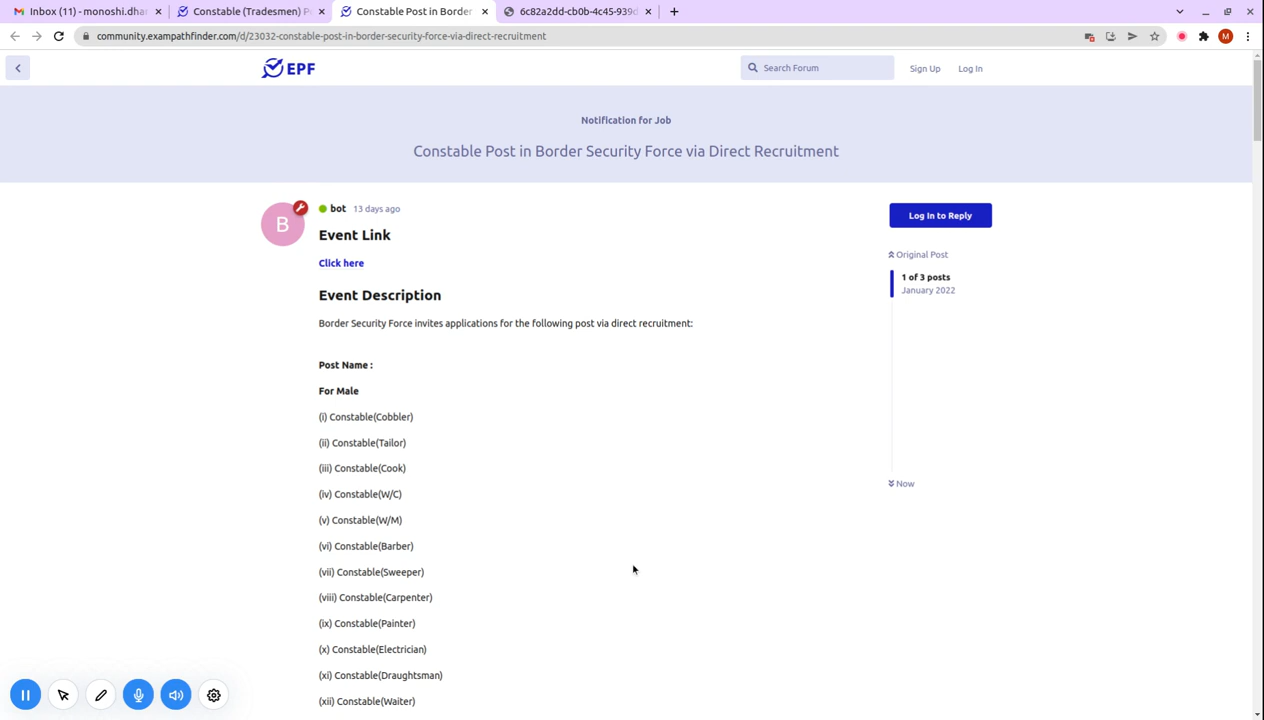 Inbox (11) - monoshi.dha
Constable (Tradesmen) P
Constable Post in Border
6c82a2dd-cb0b-4c45-939d
community.exampathfinder.com/d/23032-constable-post-in-border-security-force-via-direct-recruitment
M
EPF
Search Forum
Sign Up
Log In
Notification for Job
Constable Post in Border Security Force via Direct Recruitment
B
bot 13 days ago
Log In to Reply
Event Link
Click here
Original Post
1 of 3 posts
January 2022
Now
Event Description
Border Security Force invites applications for the following post via direct recruitment:
Post Name :
For Male
(i) Constable(Cobbler)
(ii) Constable(Tailor)
(iii) Constable(Cook)
(iv) Constable(W/C)
(v) Constable(W/M)
(vi) Constable(Barber)
(vii) Constable(Sweeper)
(viii) Constable(Carpenter)
(ix) Constable(Painter)
(x) Constable(Electrician)
(xi) Constable(Draughtsman)
(xii) Constable(Waiter)